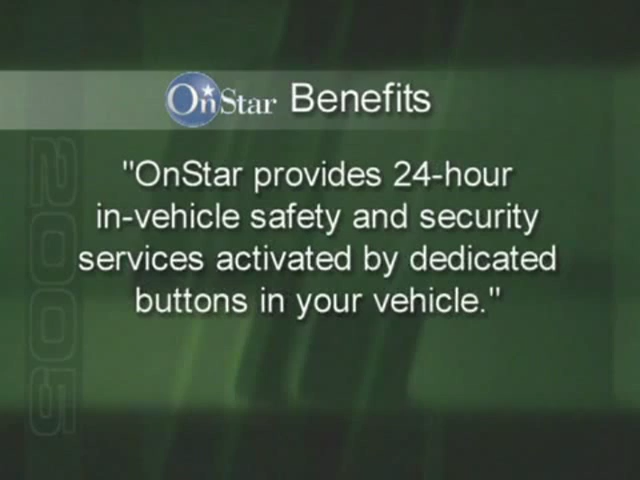 OnStar Benefits
"OnStar provides 24-hour
in-vehicle safety and security
services activated by dedicated
buttons in your vehicle."
2005